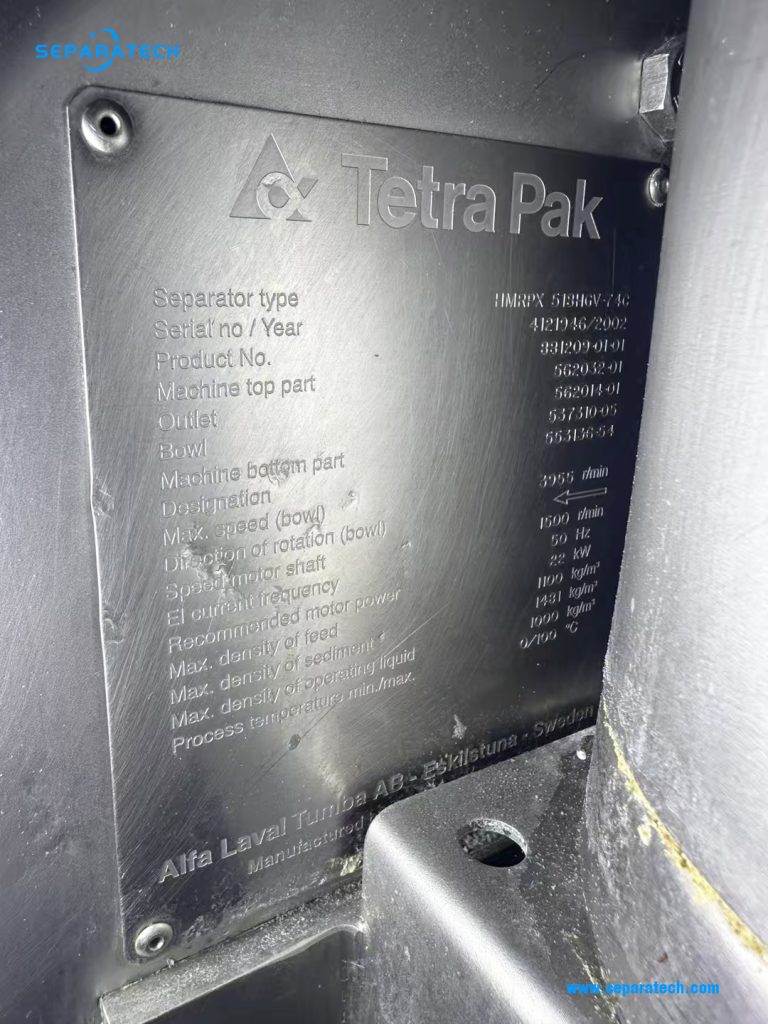 SEPARATECH
Tetra Pak
Separator type HMRPX 518HGV-74C
Serial no / Year 4121946/2002
Product No. 881209-01-01
Machine top part 562032-01
Outlet 562014-01
Bowl 537310-05
Machine bottom part 553136-54
Designation
Max. speed (bowl) 3955 r/min
Direction of rotation (bowl)
Speed motor shaft 1500 r/min
El current frequency 50 Hz
Recommended motor power 22 kW
Max. density of feed 1100 kg/m³
Max. density of sediment 1431 kg/m³
Max. density of operating liquid 1000 kg/m³
Process temperature min./max. 0/100 °C
Alfa Laval Tumba AB - Eskilstuna - Sweden
Manufactured
www.separatech.com